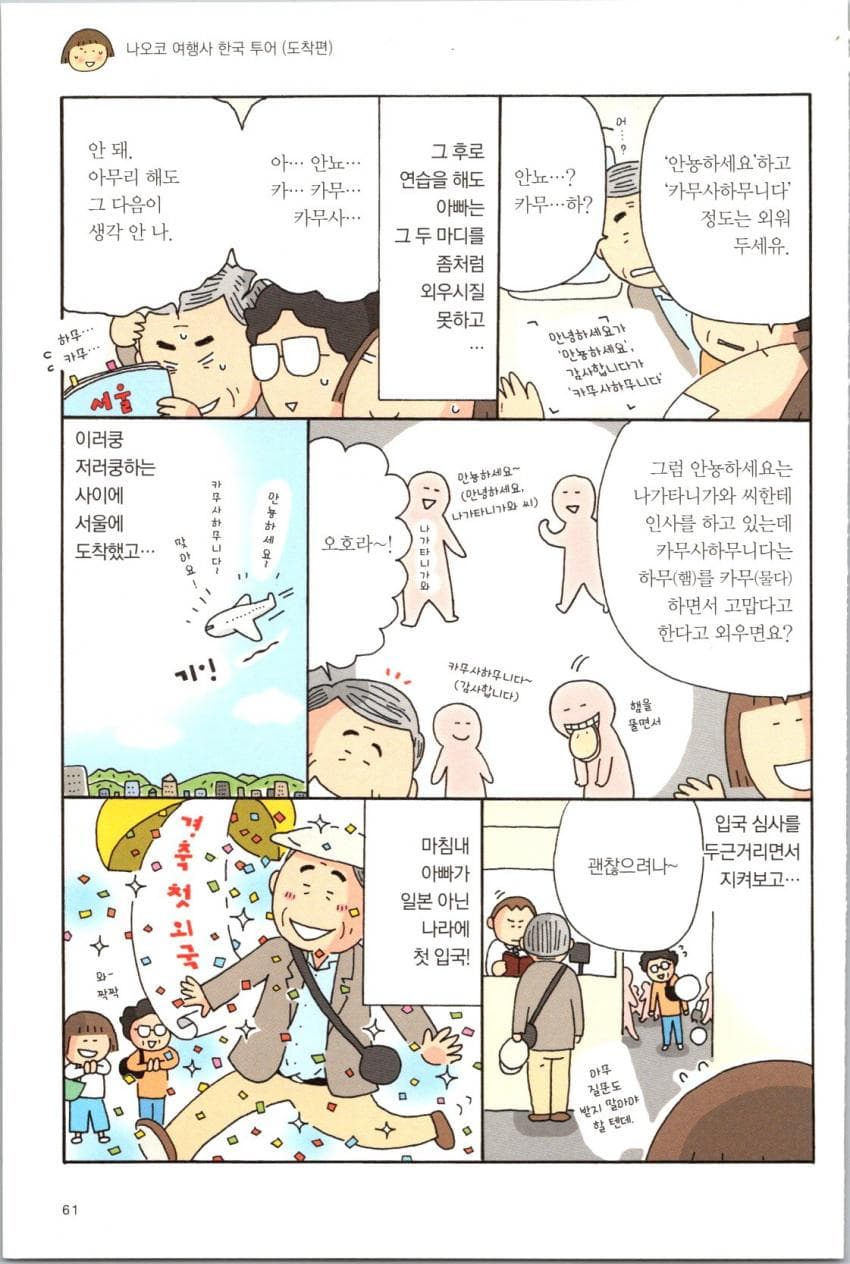 나오코 여행사 한국 투어 (도착편)
'안뇽하세요'하고
'카무사하무니다'
정도는 외워
두세유.
어…?
안뇨…?
카무…하?
안녕하세요가
'안뇽하세요',
감사합니다가
'카무사하무니다'
그 후로
연습을 해도
아빠는
그 두 마디를
좀처럼
외우시질
못하고
…
아… 안뇨…
카… 카무…
카무사…
안 돼.
아무리 해도
그 다음이
생각 안 나.
하무…
카무…
서울
그럼 안뇽하세요는
나가타니가와 씨한테
인사를 하고 있는데
카무사하무니다는
하무(햄)를 카무(물다)
하면서 고맙다고
한다고 외우면요?
안뇽하세요~
(안녕하세요,
나가타니가와 씨)
나가타니가와
카무사하무니다~
(감사합니다)
햄을
물면서
오호라~!
이러쿵
저러쿵하는
사이에
서울에
도착했고…
안뇽하세요~
카무사하무니다~
맞아요!
기이!
입국 심사를
두근거리면서
지켜보고…
괜찮으려나~
아무
질문도
받지 말아야
할 텐데.
마침내
아빠가
일본 아닌
나라에
첫 입국!
경축 첫 외국
와~
짝짝
61